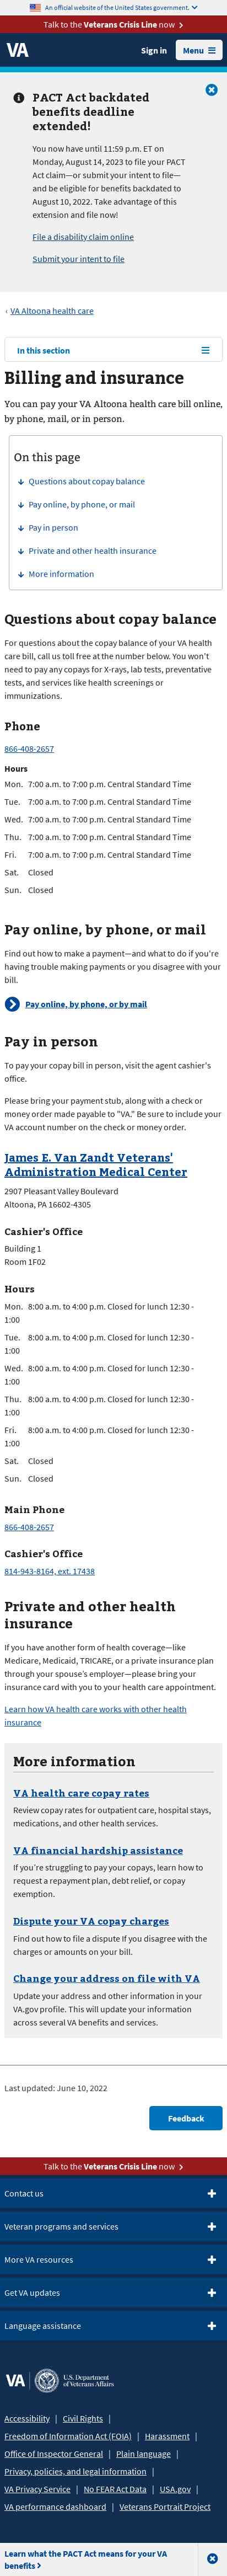 An official website of the United States government.
Talk to the Veterans Crisis Line now
VA
Sign in
Menu
PACT Act backdated
benefits deadline
extended!
You now have until 11:59 p.m. ET on
Monday, August 14, 2023 to file your PACT
Act claim—or submit your intent to file—
and be eligible for benefits backdated to
August 10, 2022. Take advantage of this
extension and file now!
File a disability claim online
Submit your intent to file
‹ VA Altoona health care
In this section
Billing and insurance
You can pay your VA Altoona health care bill online,
by phone, mail, or in person.
On this page
Questions about copay balance
Pay online, by phone, or mail
Pay in person
Private and other health insurance
More information
Questions about copay balance
For questions about the copay balance of your VA health
care bill, call us toll free at the number below. You won't
need to pay any copays for X-rays, lab tests, preventative
tests, and services like health screenings or
immunizations.
Phone
866-408-2657
Hours
Mon. 7:00 a.m. to 7:00 p.m. Central Standard Time
Tue. 7:00 a.m. to 7:00 p.m. Central Standard Time
Wed. 7:00 a.m. to 7:00 p.m. Central Standard Time
Thu. 7:00 a.m. to 7:00 p.m. Central Standard Time
Fri. 7:00 a.m. to 7:00 p.m. Central Standard Time
Sat. Closed
Sun. Closed
Pay online, by phone, or mail
Find out how to make a payment—and what to do if you're
having trouble making payments or you disagree with your
bill.
Pay online, by phone, or by mail
Pay in person
To pay your copay bill in person, visit the agent cashier's
office.
Please bring your payment stub, along with a check or
money order made payable to "VA." Be sure to include your
VA account number on the check or money order.
James E. Van Zandt Veterans'
Administration Medical Center
2907 Pleasant Valley Boulevard
Altoona, PA 16602-4305
Cashier's Office
Building 1
Room 1F02
Hours
Mon. 8:00 a.m. to 4:00 p.m. Closed for lunch 12:30 -
1:00
Tue. 8:00 a.m. to 4:00 p.m. Closed for lunch 12:30 -
1:00
Wed. 8:00 a.m. to 4:00 p.m. Closed for lunch 12:30 -
1:00
Thu. 8:00 a.m. to 4:00 p.m. Closed for lunch 12:30 -
1:00
Fri. 8:00 a.m. to 4:00 p.m. Closed for lunch 12:30 -
1:00
Sat. Closed
Sun. Closed
Main Phone
866-408-2657
Cashier's Office
814-943-8164, ext. 17438
Private and other health
insurance
If you have another form of health coverage—like
Medicare, Medicaid, TRICARE, or a private insurance plan
through your spouse's employer—please bring your
insurance card with you to your health care appointment.
Learn how VA health care works with other health
insurance
More information
VA health care copay rates
Review copay rates for outpatient care, hospital stays,
medications, and other health services.
VA financial hardship assistance
If you're struggling to pay your copays, learn how to
request a repayment plan, debt relief, or copay
exemption.
Dispute your VA copay charges
Find out how to file a dispute If you disagree with the
charges or amounts on your bill.
Change your address on file with VA
Update your address and other information in your
VA.gov profile. This will update your information
across several VA benefits and services.
Last updated: June 10, 2022
Feedback
Talk to the Veterans Crisis Line now
Contact us
Veteran programs and services
More VA resources
Get VA updates
Language assistance
VA
U.S. Department
of Veterans Affairs
Accessibility | Civil Rights |
Freedom of Information Act (FOIA) | Harassment |
Office of Inspector General | Plain language |
Privacy, policies, and legal information |
VA Privacy Service | No FEAR Act Data | USA.gov |
VA performance dashboard | Veterans Portrait Project
Learn what the PACT Act means for your VA
benefits